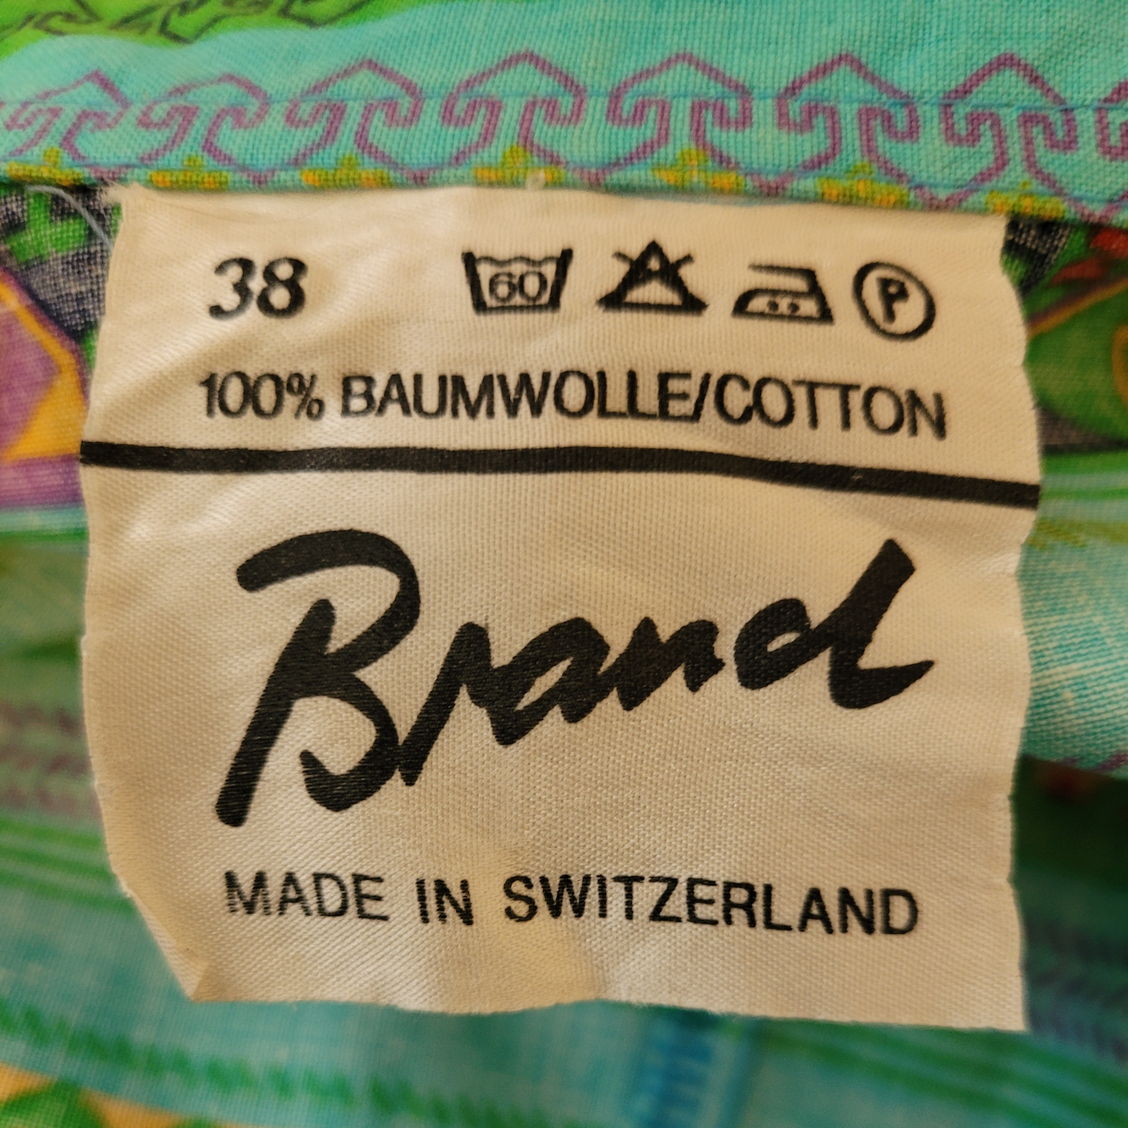 38 60 P
100% BAUMWOLLE/COTTON
Brand
MADE IN SWITZERLAND